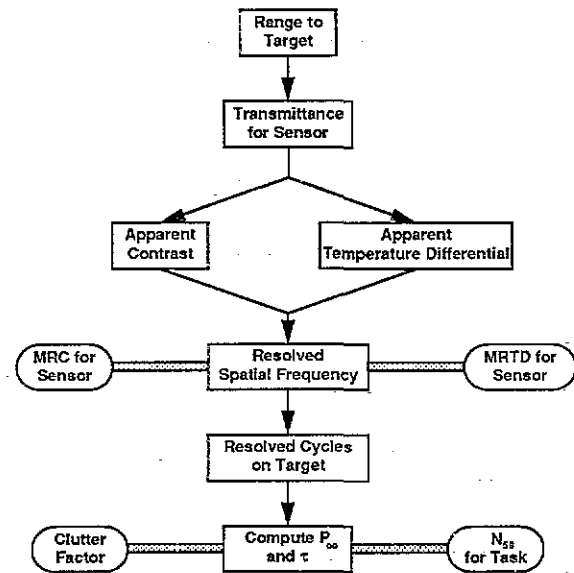 Range to
Target
Transmittance
for Sensor
Apparent
Contrast
Apparent
Temperature Differential
MRC for
Sensor
Resolved
Spatial Frequency
MRTD for
Sensor
Resolved Cycles
on Target
Clutter
Factor
Compute P∞
and τ
N50
for Task